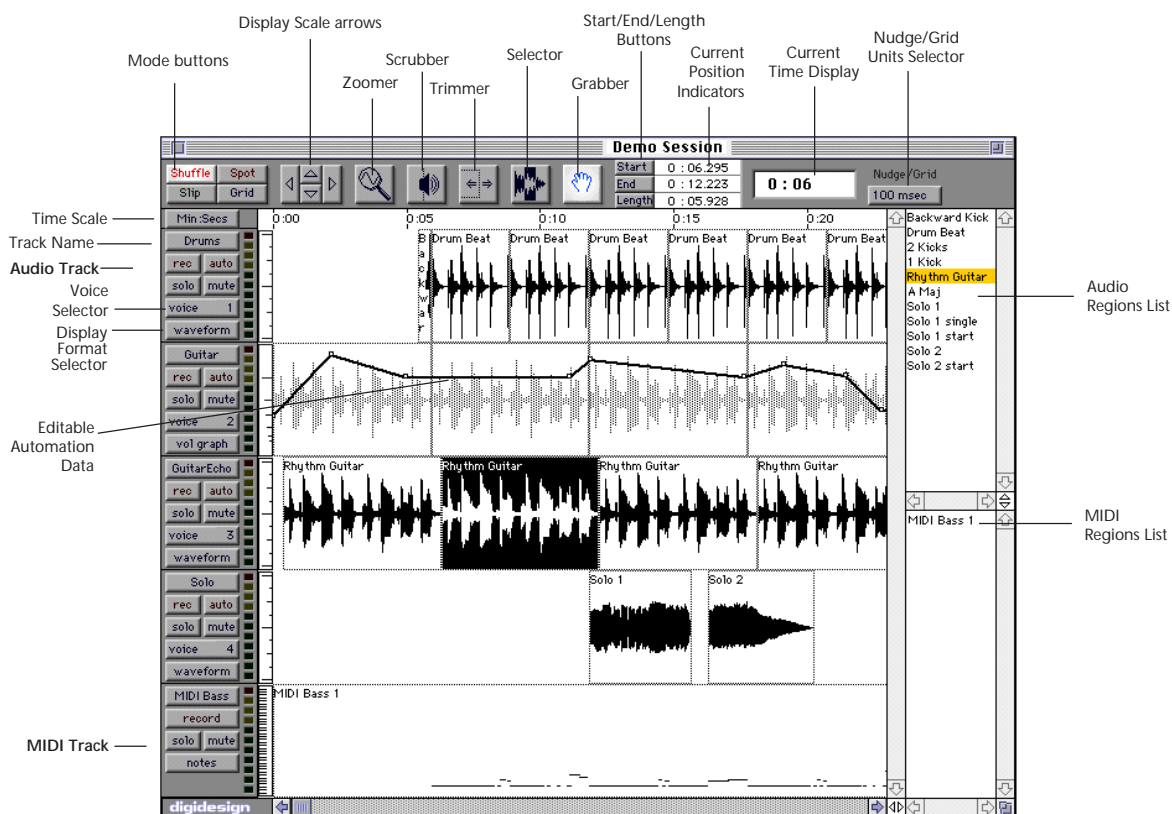 Display Scale arrows
Start/End/Length
Buttons
Mode buttons
Zoomer
Scrubber
Trimmer
Selector
Grabber
Current
Position
Indicators
Current
Time Display
Nudge/Grid
Units Selector
Demo Session
Shuffle Spot
Slip Grid
Start 0 : 06.295
End 0 : 12.223
Length 0 : 05.928
0 : 06
Nudge/Grid
100 msec
Time Scale
Min:Secs
0:00 0:05 0:10 0:15 0:20
Track Name
Audio Track
Voice
Selector
Display
Format
Selector
Drums
rec auto
solo mute
voice 1
waveform
Backwar
Drum Beat Drum Beat Drum Beat Drum Beat Drum Beat Drum Beat
Editable
Automation
Data
Guitar
rec auto
solo mute
voice 2
vol graph
GuitarEcho
rec auto
solo mute
voice 3
waveform
Rhythm Guitar Rhythm Guitar Rhythm Guitar Rhythm Guitar
Solo
rec auto
solo mute
voice 4
waveform
Solo 1 Solo 2
MIDI Track
MIDI Bass
record
solo mute
notes
MIDI Bass 1
digidesign
Backward Kick
Drum Beat
2 Kicks
1 Kick
Rhythm Guitar
A Maj
Solo 1
Solo 1 single
Solo 1 start
Solo 2
Solo 2 start
Audio
Regions List
MIDI Bass 1
MIDI
Regions List